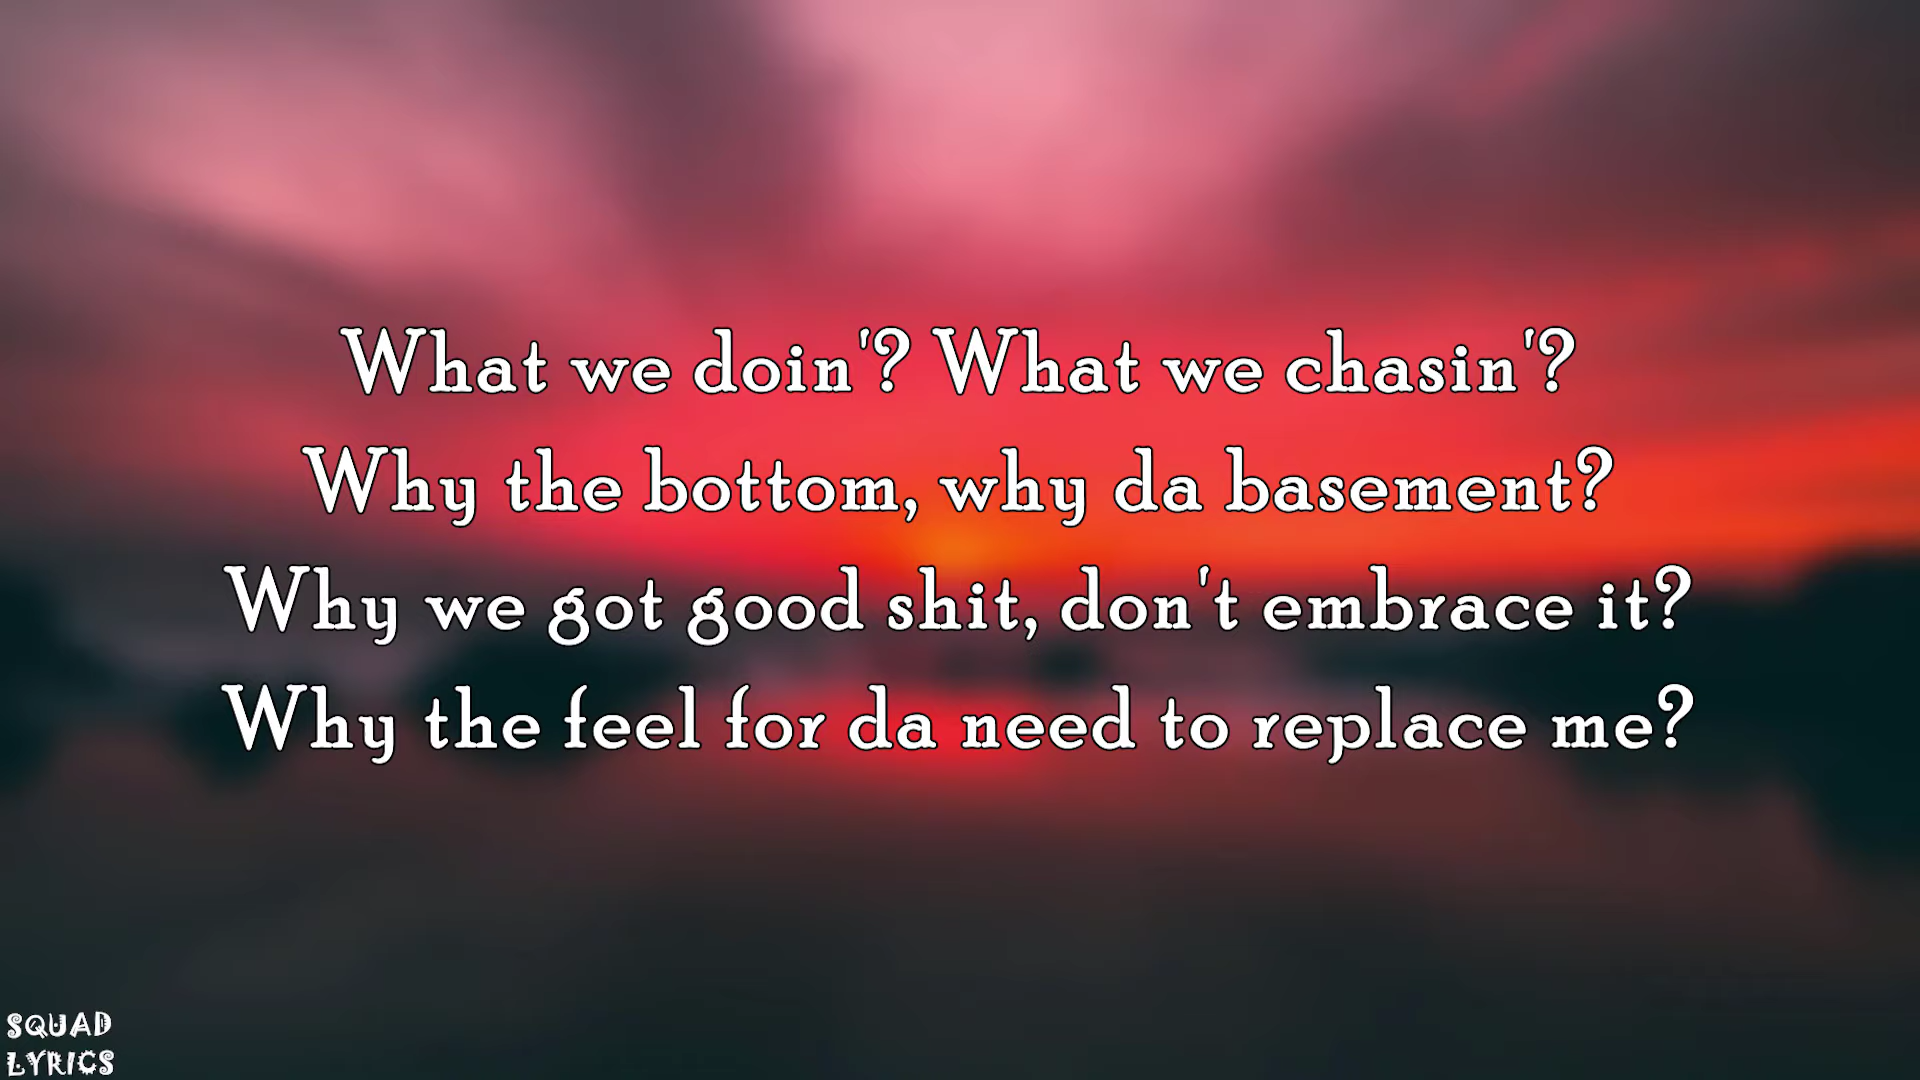 What we doin'? What we chasin'?
Why the bottom, why da basement?
Why we got good shit, don't embrace it?
Why the feel for da need to replace me?
SQUAD
LYRICS